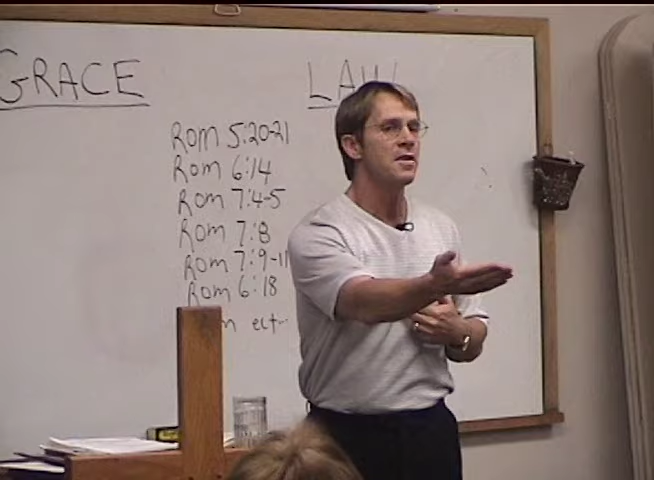 GRACE LAW
Rom 5:20-21
Rom 6:14
Rom 7:4-5
Rom 7:8
Rom 7:9-11
Rom 6:18
ect..